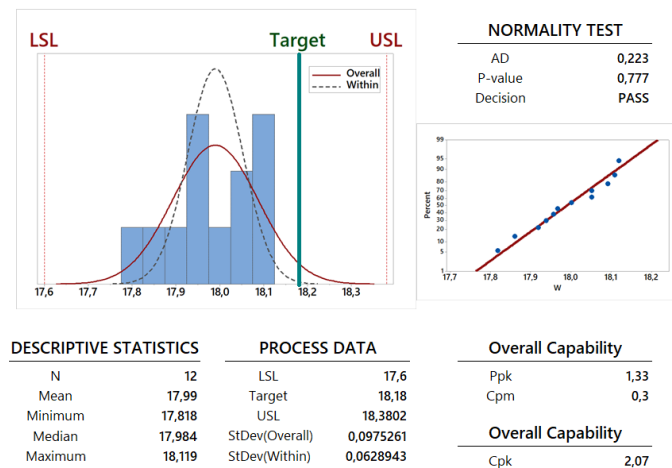 LSL Target USL
Overall
Within
17,6 17,7 17,8 17,9 18,0 18,1 18,2 18,3
NORMALITY TEST
AD 0,223
P-value 0,777
Decision PASS
99
95
90
80
70
60
50
40
30
20
10
5
1
Percent
17,7 17,8 17,9 18,0 18,1 18,2
W
DESCRIPTIVE STATISTICS
N 12
Mean 17,99
Minimum 17,818
Median 17,984
Maximum 18,119
PROCESS DATA
LSL 17,6
Target 18,18
USL 18,3802
StDev(Overall) 0,0975261
StDev(Within) 0,0628943
Overall Capability
Ppk 1,33
Cpm 0,3
Overall Capability
Cpk 2,07